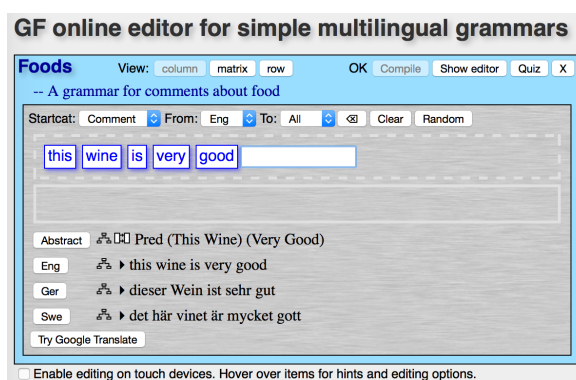 GF online editor for simple multilingual grammars
Foods View: column matrix row OK Compile Show editor Quiz X
-- A grammar for comments about food
Startcat: Comment From: Eng To: All ⌫ Clear Random
this wine is very good
Abstract Pred (This Wine) (Very Good)
Eng this wine is very good
Ger dieser Wein ist sehr gut
Swe det här vinet är mycket gott
Try Google Translate
Enable editing on touch devices. Hover over items for hints and editing options.